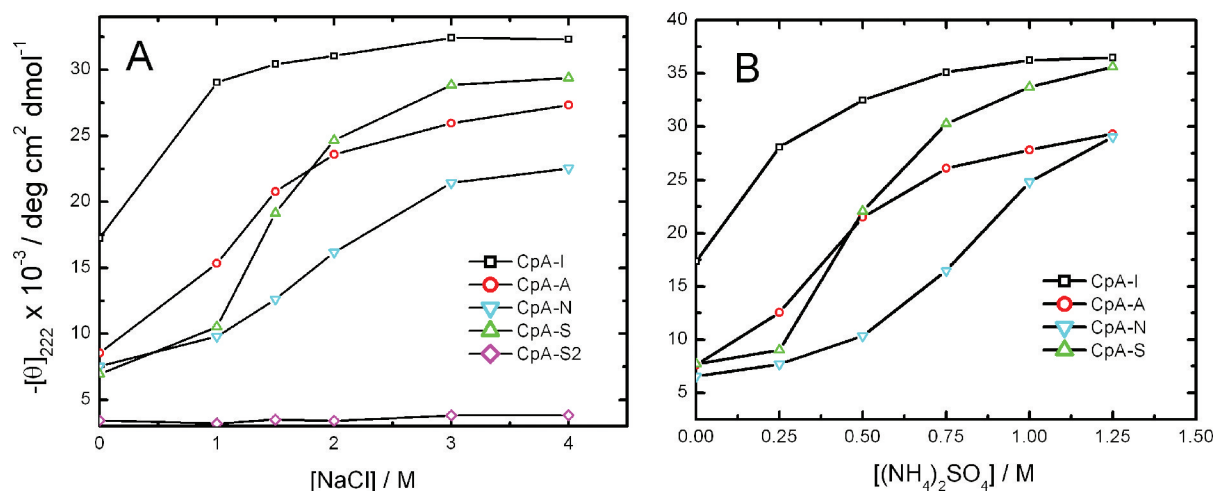 A
-[θ]222 x 10⁻³ / deg cm² dmol⁻¹
30
25
20
15
10
5
0 1 2 3 4
[NaCl] / M
CpA-I
CpA-A
CpA-N
CpA-S
CpA-S2
B
40
35
30
25
20
15
10
5
0.00 0.25 0.50 0.75 1.00 1.25 1.50
[(NH4)2SO4] / M
CpA-I
CpA-A
CpA-N
CpA-S